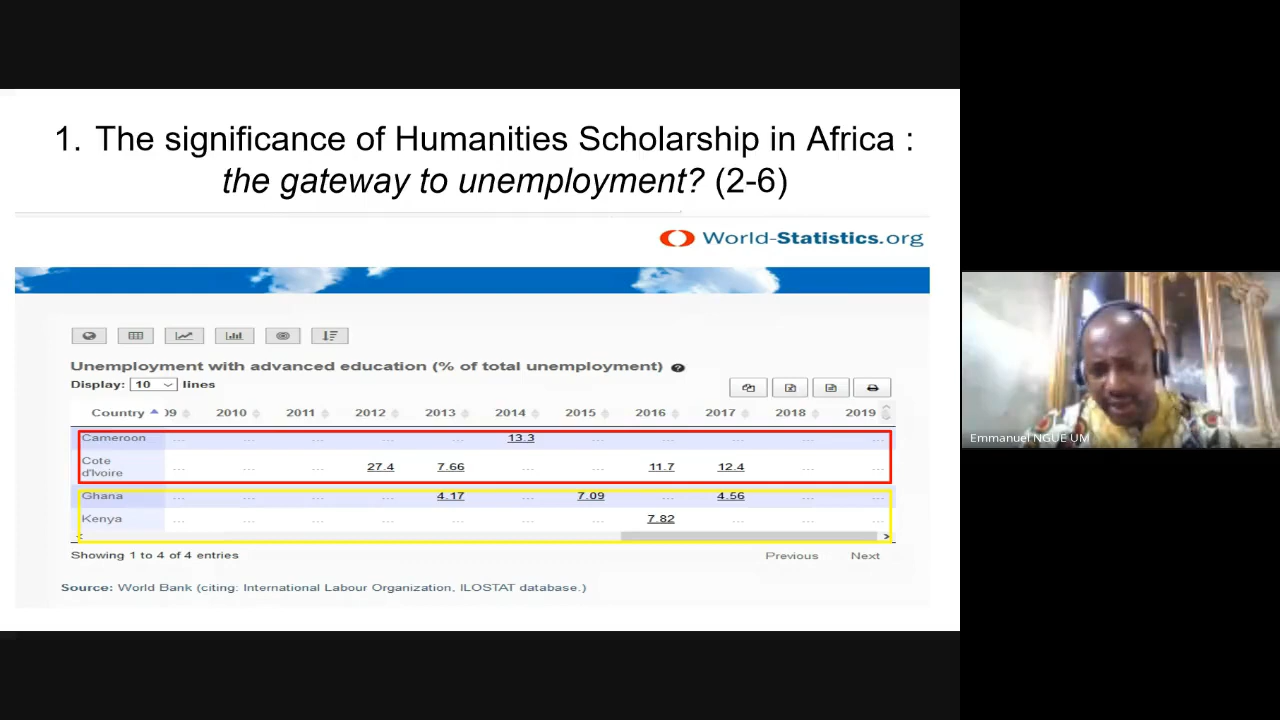 1. The significance of Humanities Scholarship in Africa :
the gateway to unemployment? (2-6)
World-Statistics.org
Unemployment with advanced education (% of total unemployment) ?
Display: 10 lines
Country )9 2010 2011 2012 2013 2014 2015 2016 2017 2018 2019
Cameroon ... ... ... ... ... 13.3 ... ... ... ... ...
Cote d'Ivoire ... ... ... 27.4 7.66 ... ... 11.7 12.4 ... ...
Ghana ... ... ... ... 4.17 ... 7.09 ... 4.56 ... ...
Kenya ... ... ... ... ... ... ... 7.82 ... ... ...
Showing 1 to 4 of 4 entries Previous Next
Source: World Bank (citing: International Labour Organization, ILOSTAT database.)
Emmanuel NGUE UM